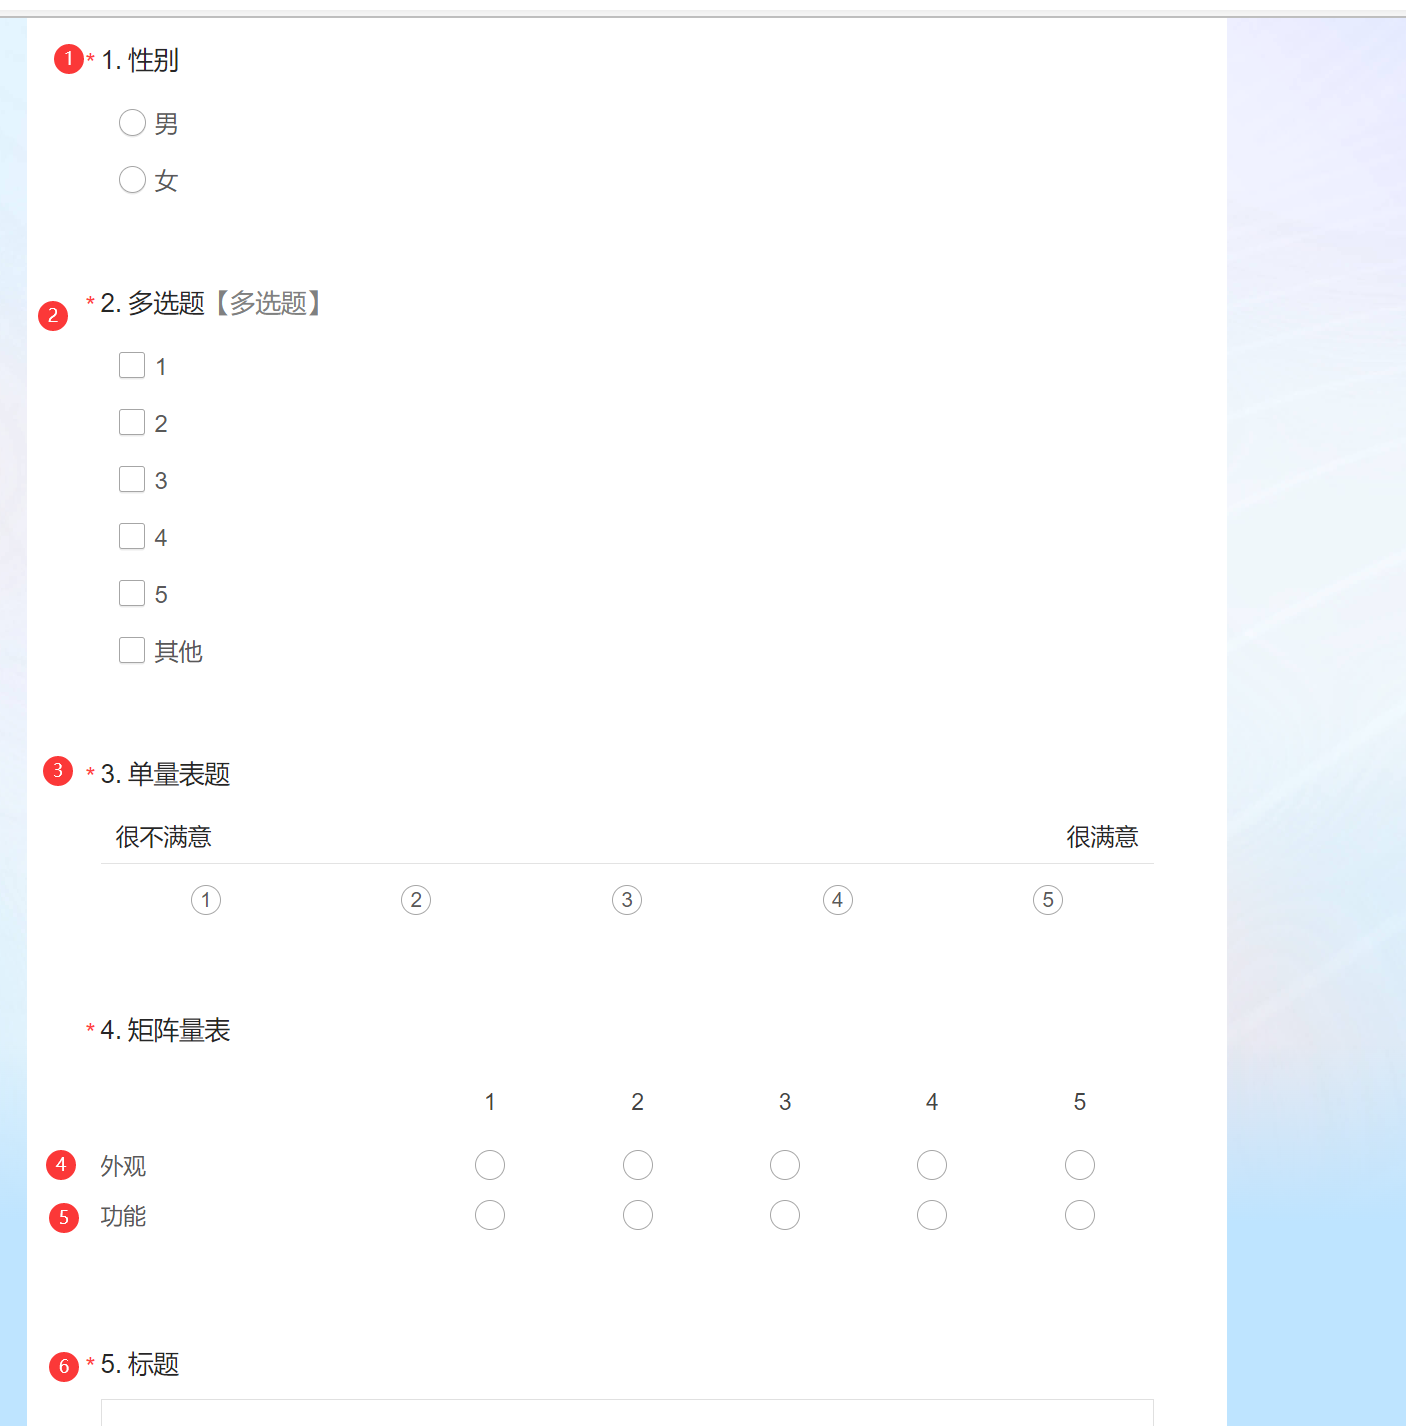 1 * 1. 性别
男
女
2 * 2. 多选题【多选题】
1
2
3
4
5
其他
3 * 3. 单量表题
很不满意 很满意
1 2 3 4 5
* 4. 矩阵量表
1 2 3 4 5
4 外观
5 功能
6 * 5. 标题